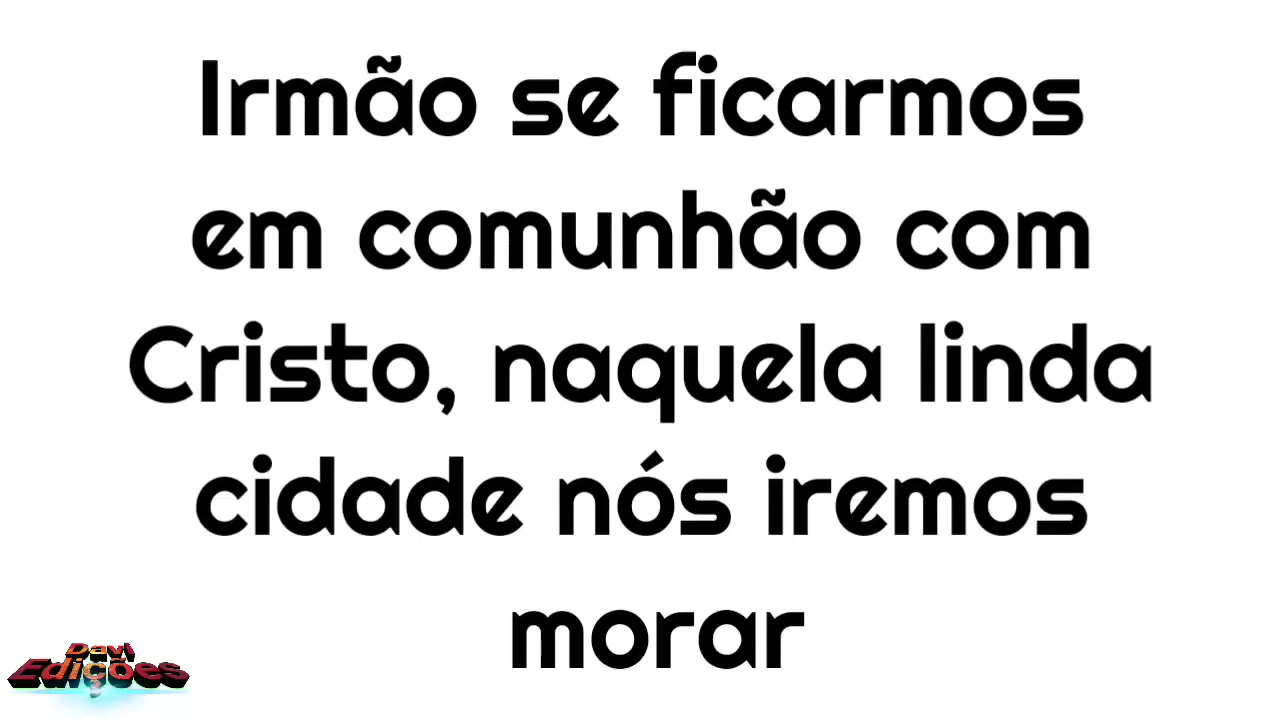 Irmão se ficarmos
em comunhão com
Cristo, naquela linda
cidade nós iremos
morar
Davi
Edições